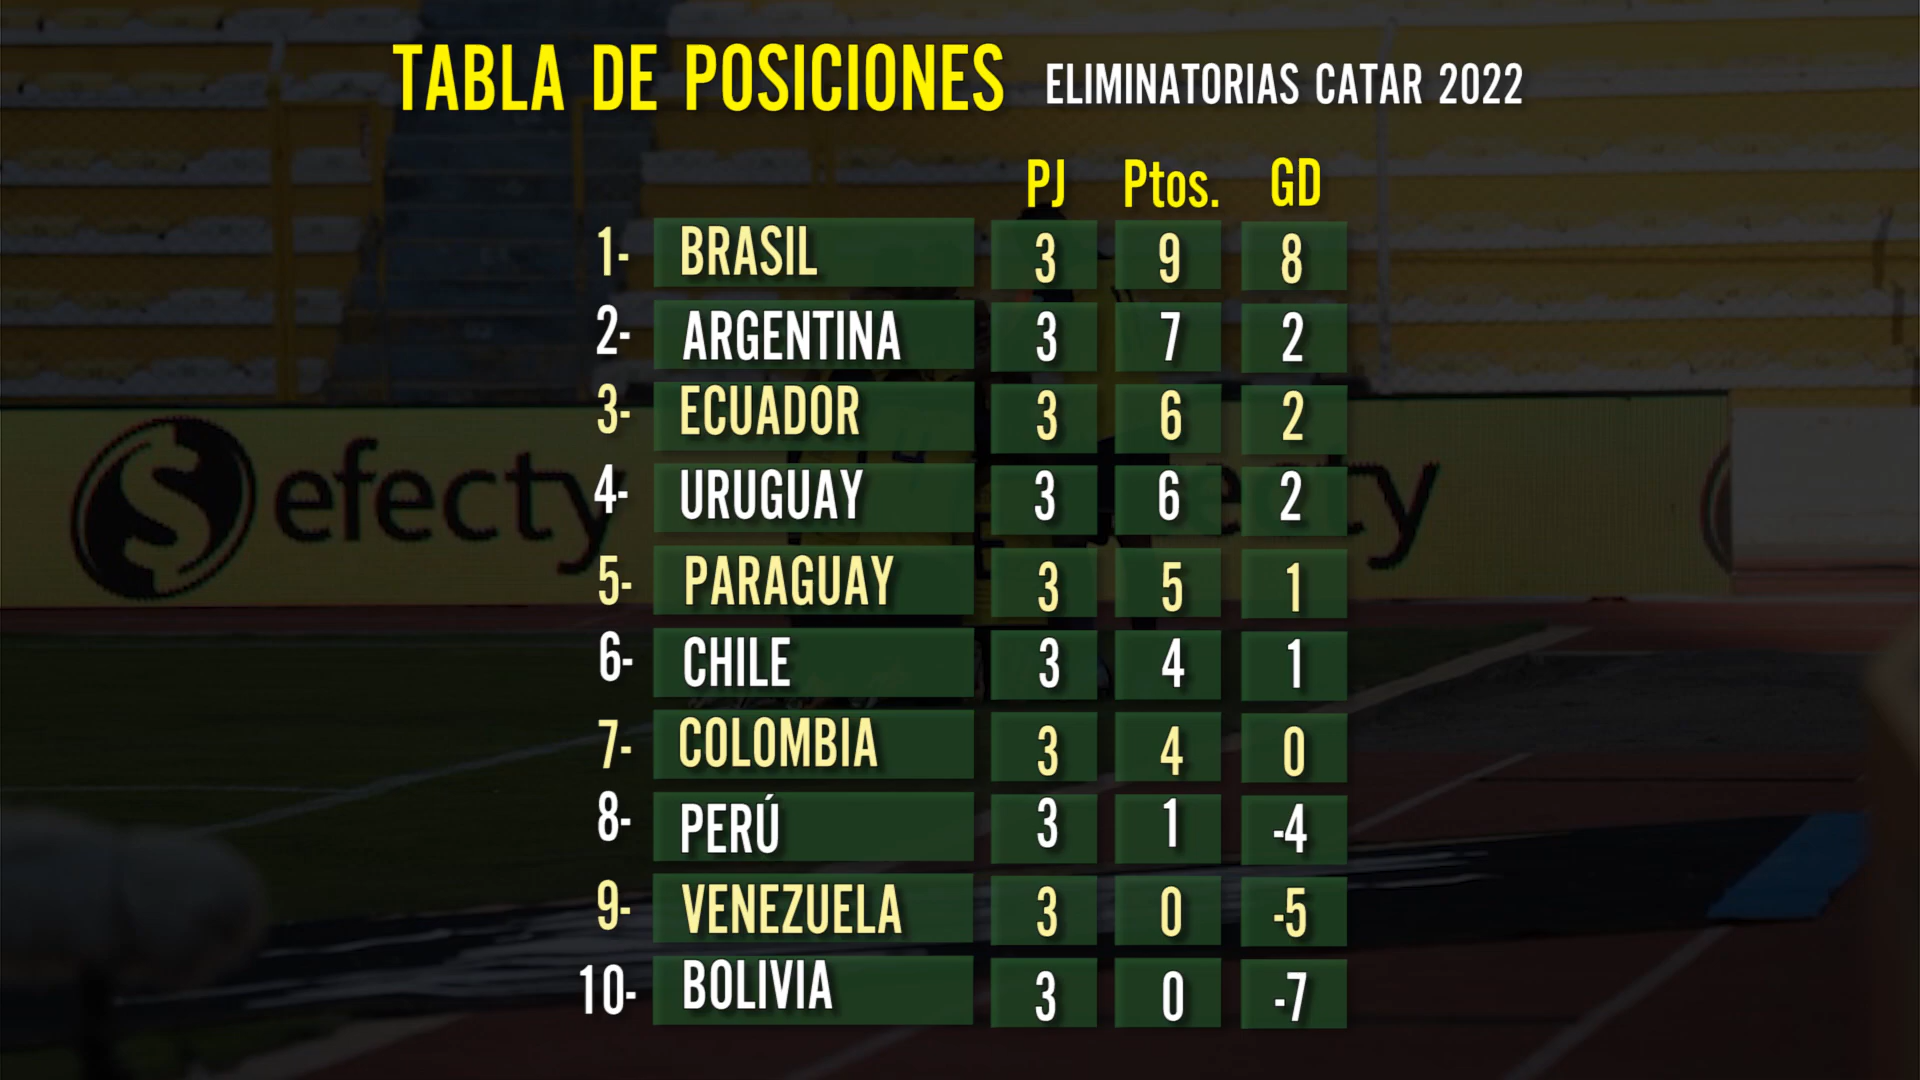 TABLA DE POSICIONES ELIMINATORIAS CATAR 2022
PJ Ptos. GD
1- BRASIL 3 9 8
2- ARGENTINA 3 7 2
3- ECUADOR 3 6 2
4- URUGUAY 3 6 2
efecty
5- PARAGUAY 3 5 1
6- CHILE 3 4 1
7- COLOMBIA 3 4 0
8- PERÚ 3 1 -4
9- VENEZUELA 3 0 -5
10- BOLIVIA 3 0 -7